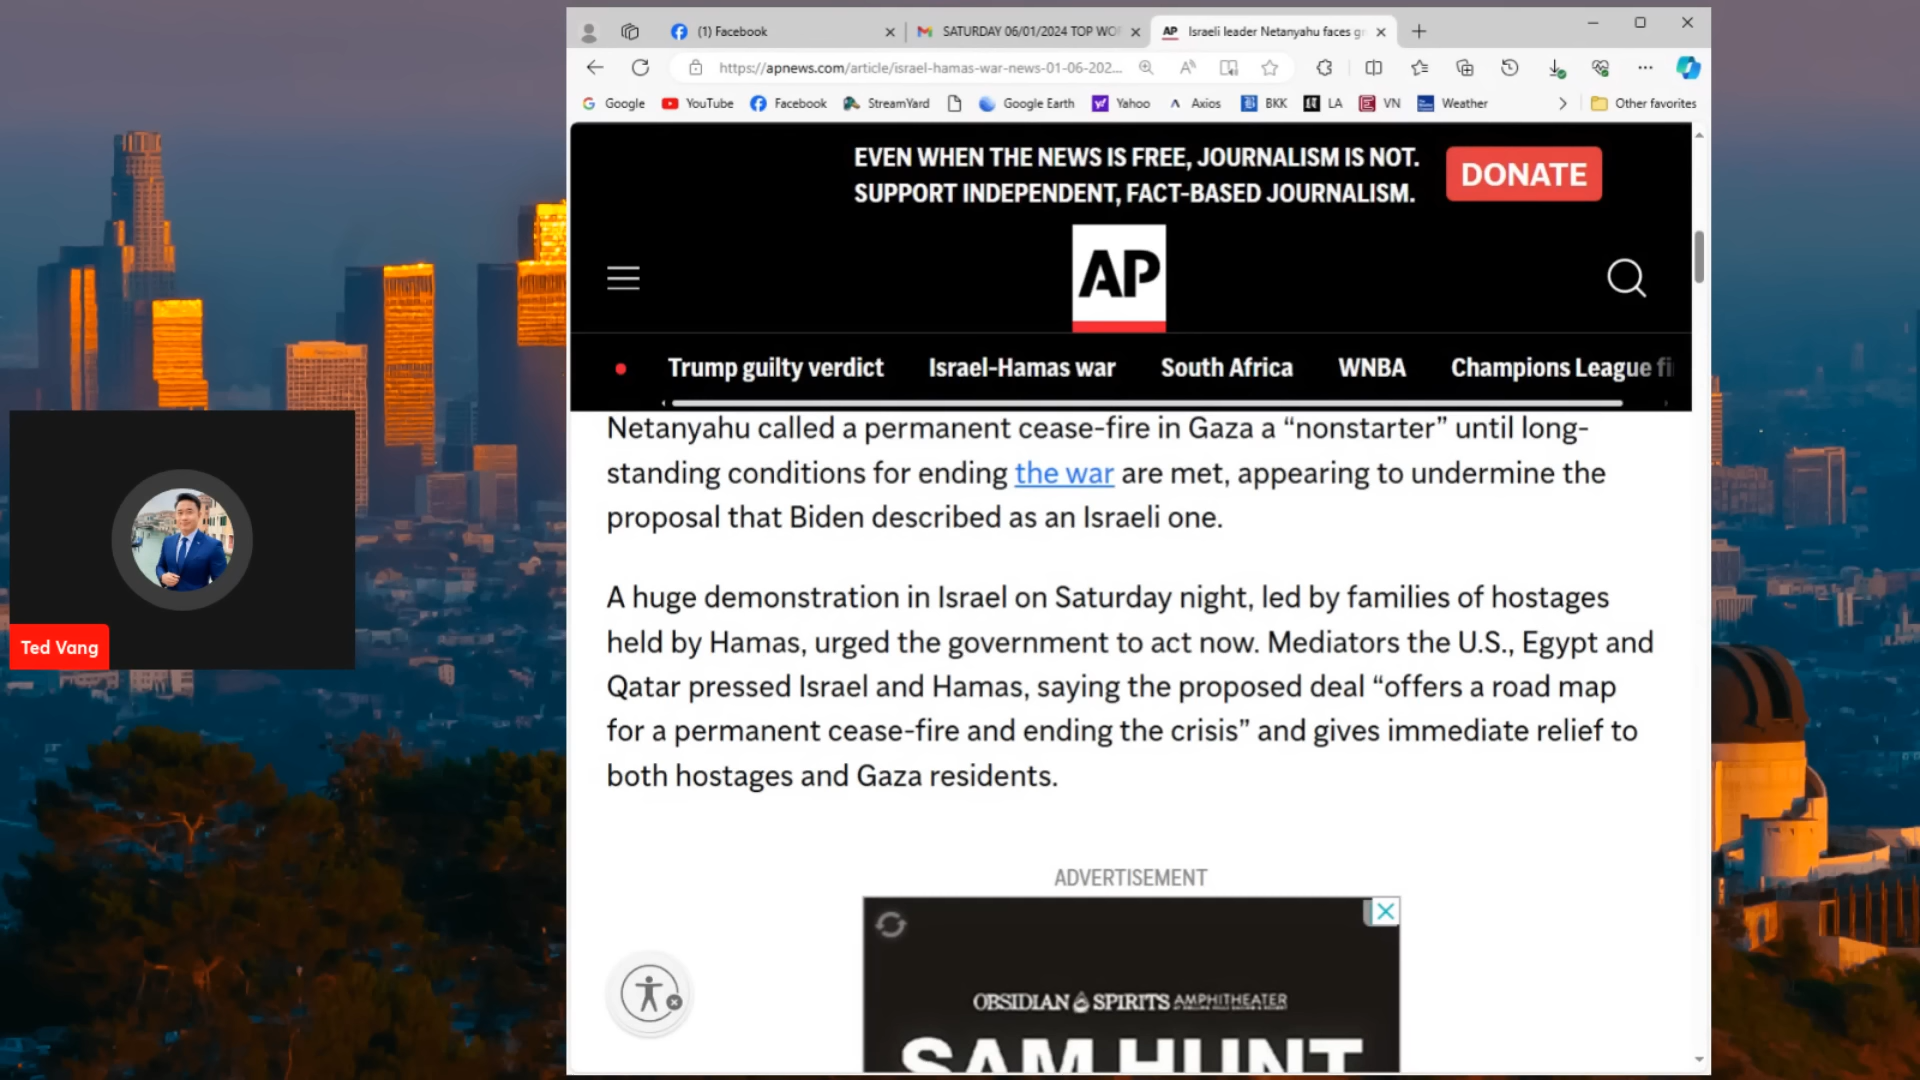 (1) Facebook
SATURDAY 06/01/2024 TOP WO
AP Israeli leader Netanyahu faces gr
https://apnews.com/article/israel-hamas-war-news-01-06-202...
Google YouTube Facebook StreamYard Google Earth Yahoo Axios BKK LA VN Weather Other favorites
EVEN WHEN THE NEWS IS FREE, JOURNALISM IS NOT.
SUPPORT INDEPENDENT, FACT-BASED JOURNALISM.
DONATE
AP
Trump guilty verdict Israel-Hamas war South Africa WNBA Champions League fi
Netanyahu called a permanent cease-fire in Gaza a “nonstarter” until long-
standing conditions for ending the war are met, appearing to undermine the
proposal that Biden described as an Israeli one.
A huge demonstration in Israel on Saturday night, led by families of hostages
held by Hamas, urged the government to act now. Mediators the U.S., Egypt and
Qatar pressed Israel and Hamas, saying the proposed deal “offers a road map
for a permanent cease-fire and ending the crisis” and gives immediate relief to
both hostages and Gaza residents.
ADVERTISEMENT
OBSIDIAN SPIRITS AMPHITHEATER
SAM HUNT
Ted Vang